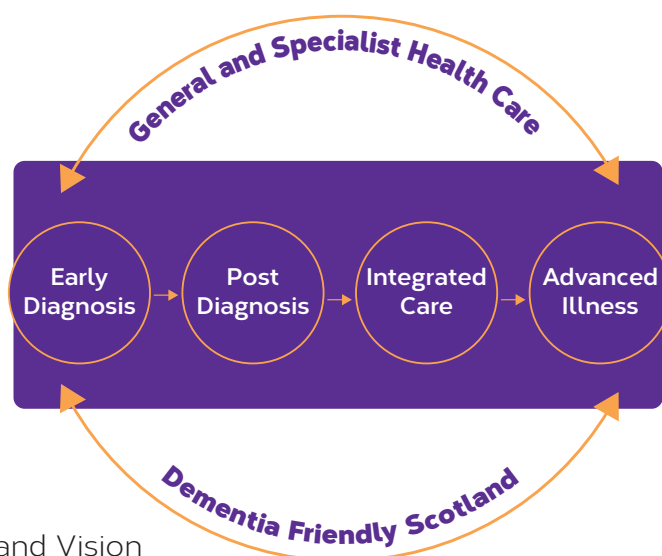 General and Specialist Health Care
Early
Diagnosis
Post
Diagnosis
Integrated
Care
Advanced
Illness
Dementia Friendly Scotland
and Vision